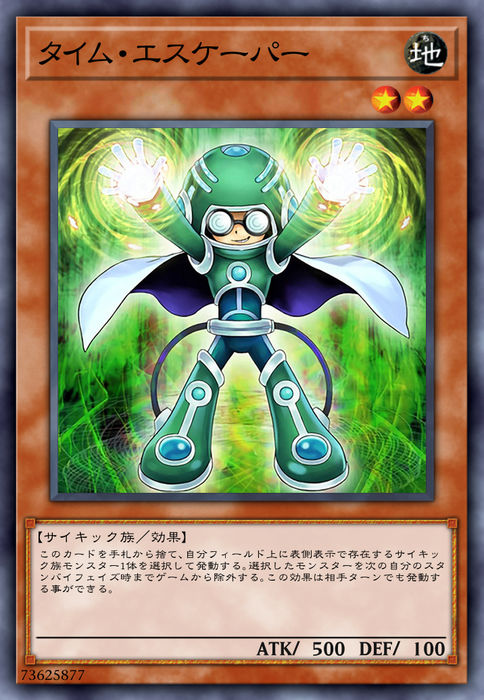 タイム・エスケーパー
ち
地
【サイキック族／効果】
このカードを手札から捨て、自分フィールド上に表側表示で存在するサイキッ
ク族モンスター1体を選択して発動する。選択したモンスターを次の自分のスタ
ンバイフェイズ時までゲームから除外する。この効果は相手ターンでも発動す
る事ができる。
ATK/ 500 DEF/ 100
73625877